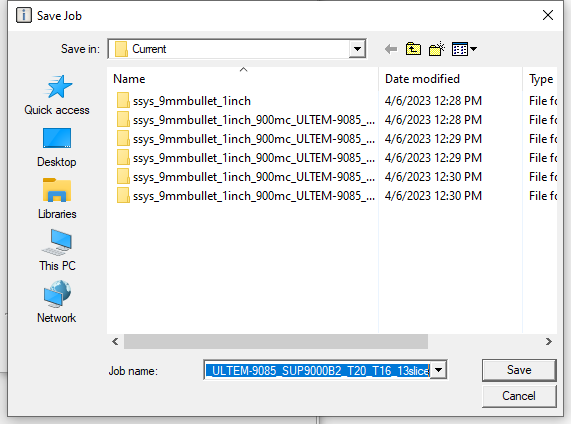 Save Job
Save in: Current
Name Date modified Type
ssys_9mmbullet_1inch 4/6/2023 12:28 PM File fo
ssys_9mmbullet_1inch_900mc_ULTEM-9085_... 4/6/2023 12:28 PM File fo
ssys_9mmbullet_1inch_900mc_ULTEM-9085_... 4/6/2023 12:29 PM File fo
ssys_9mmbullet_1inch_900mc_ULTEM-9085_... 4/6/2023 12:29 PM File fo
ssys_9mmbullet_1inch_900mc_ULTEM-9085_... 4/6/2023 12:30 PM File fo
ssys_9mmbullet_1inch_900mc_ULTEM-9085_... 4/6/2023 12:30 PM File fo
Quick access
Desktop
Libraries
This PC
Network
Job name: _ULTEM-9085_SUP9000B2_T20_T16_13slice
Save
Cancel